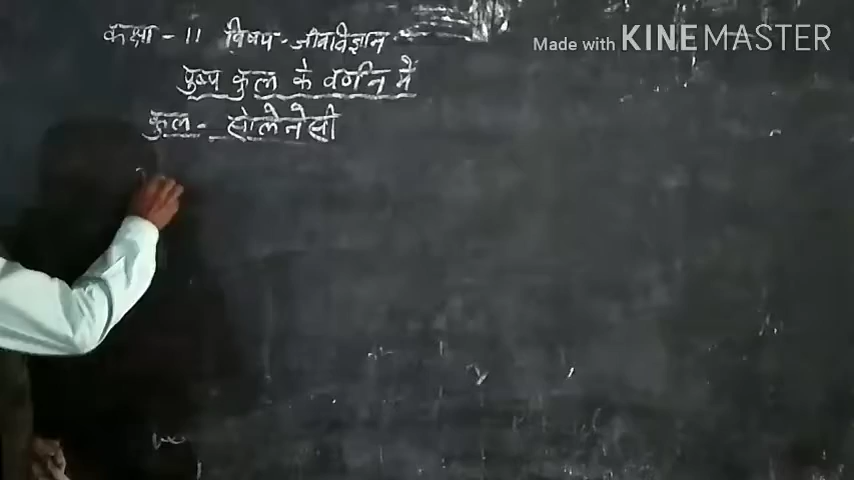 कक्षा - 11 विषय - जीवविज्ञान
Made with KINEMASTER
पुष्प कुल के वर्णन में
कुल - सोलेनेसी